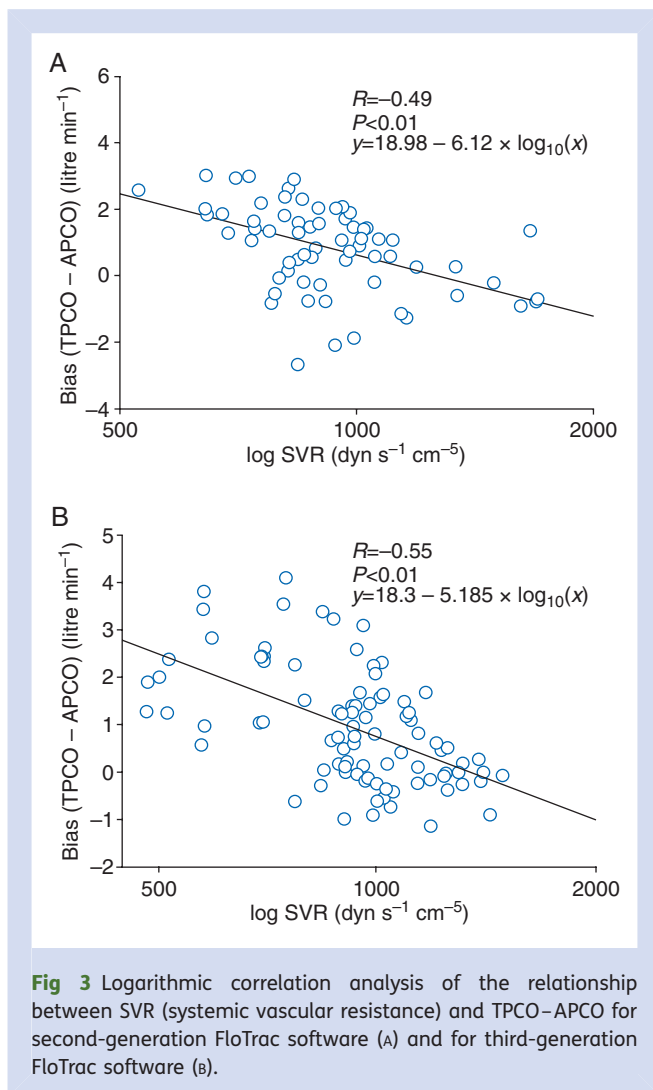 A
6
4
2
0
−2
−4
Bias (TPCO – APCO) (litre min⁻¹)
R=−0.49
P<0.01
y=18.98 – 6.12 × log₁₀(x)
500 1000 2000
log SVR (dyn s⁻¹ cm⁻⁵)
B
5
4
3
2
1
0
−1
−2
Bias (TPCO – APCO) (litre min⁻¹)
R=−0.55
P<0.01
y=18.3 – 5.185 × log₁₀(x)
500 1000 2000
log SVR (dyn s⁻¹ cm⁻⁵)
Fig 3 Logarithmic correlation analysis of the relationship
between SVR (systemic vascular resistance) and TPCO–APCO for
second-generation FloTrac software (A) and for third-generation
FloTrac software (B).